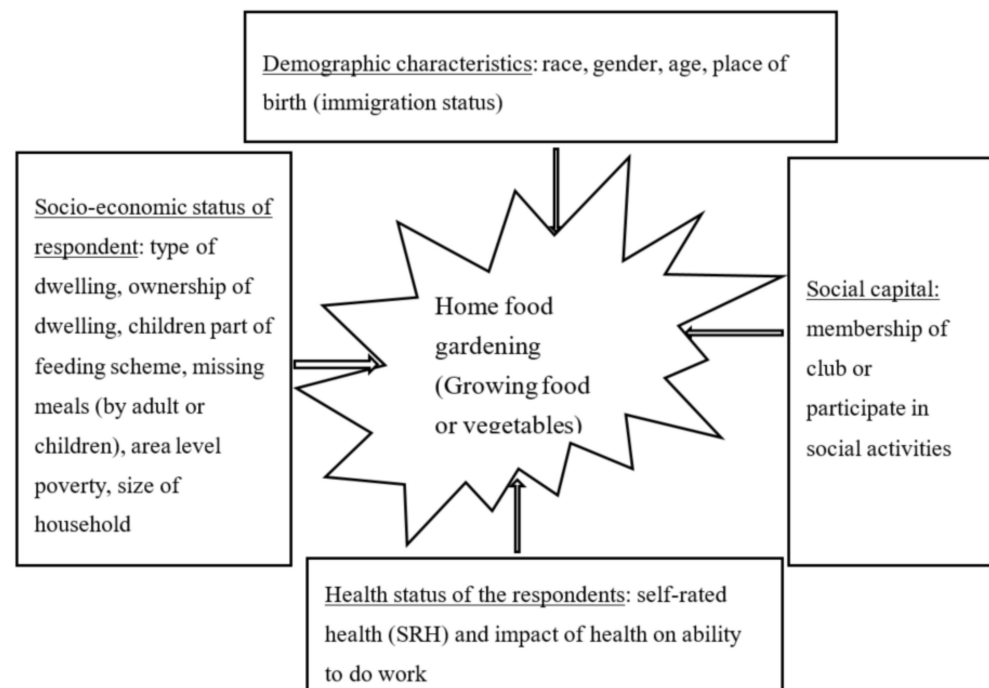 Demographic characteristics: race, gender, age, place of
birth (immigration status)
Socio-economic status of
respondent: type of
dwelling, ownership of
dwelling, children part of
feeding scheme, missing
meals (by adult or
children), area level
poverty, size of
household
Home food
gardening
(Growing food
or vegetables)
Social capital:
membership of
club or
participate in
social activities
Health status of the respondents: self-rated
health (SRH) and impact of health on ability
to do work